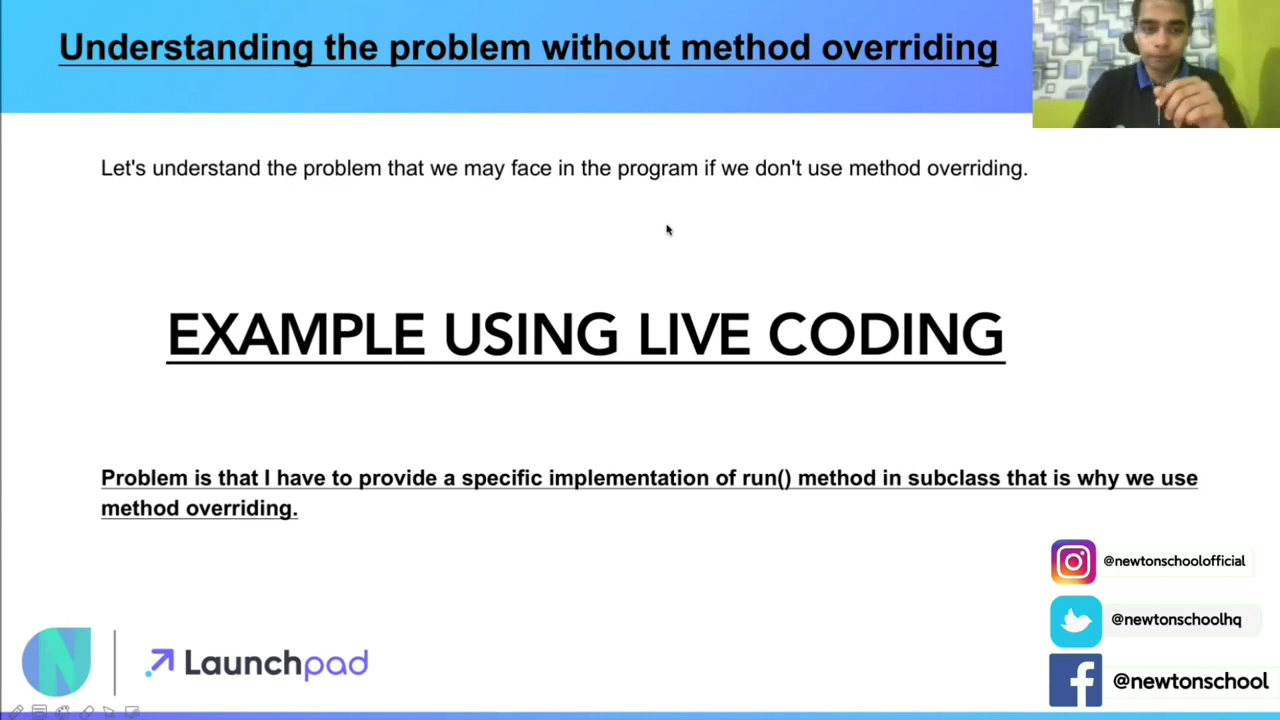 Understanding the problem without method overriding
Let's understand the problem that we may face in the program if we don't use method overriding.
EXAMPLE USING LIVE CODING
Problem is that I have to provide a specific implementation of run() method in subclass that is why we use
method overriding.
@newtonschoolofficial
@newtonschoolhq
@newtonschool
N
Launchpad